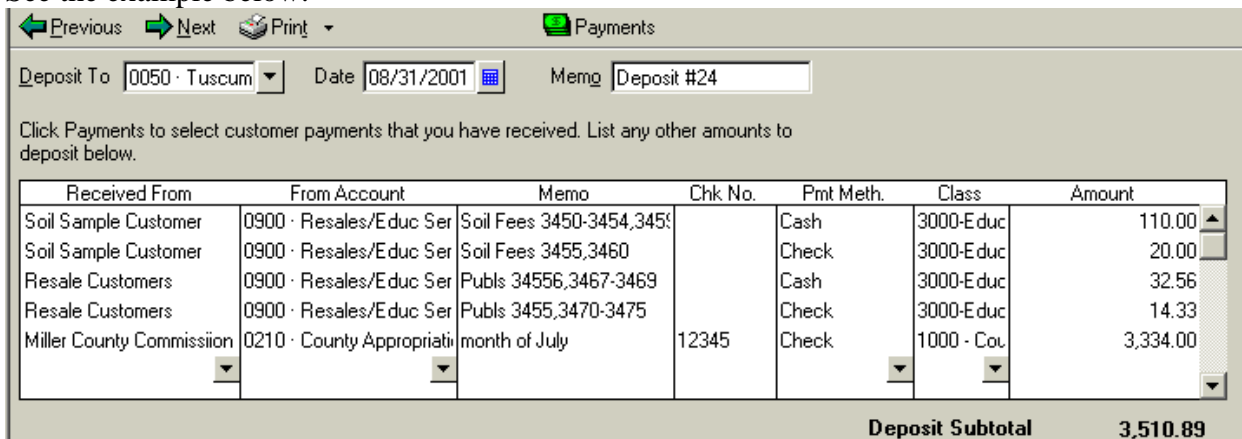 See the example below.
Previous Next Print Payments
Deposit To 0050 · Tuscum Date 08/31/2001 Memo Deposit #24
Click Payments to select customer payments that you have received. List any other amounts to
deposit below.
Received From From Account Memo Chk No. Pmt Meth. Class Amount
Soil Sample Customer 0900 · Resales/Educ Ser Soil Fees 3450-3454,3459 Cash 3000-Educ 110.00
Soil Sample Customer 0900 · Resales/Educ Ser Soil Fees 3455,3460 Check 3000-Educ 20.00
Resale Customers 0900 · Resales/Educ Ser Publs 34556,3467-3469 Cash 3000-Educ 32.56
Resale Customers 0900 · Resales/Educ Ser Publs 3455,3470-3475 Check 3000-Educ 14.33
Miller County Commissiion 0210 · County Appropriati month of July 12345 Check 1000 - Cou 3,334.00
Deposit Subtotal 3,510.89